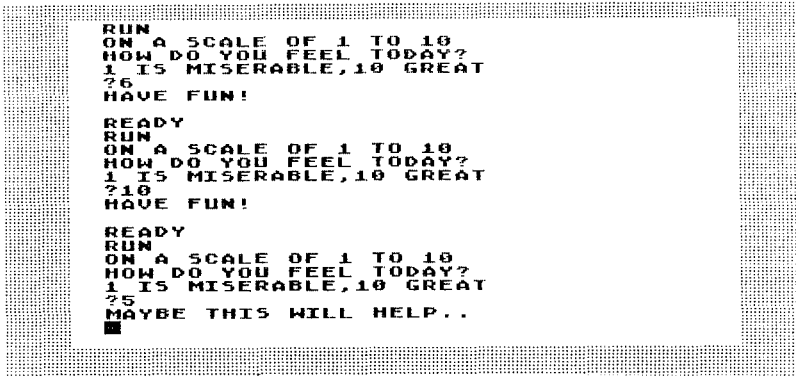 RUN
ON A SCALE OF 1 TO 10
HOW DO YOU FEEL TODAY?
1 IS MISERABLE,10 GREAT
?6
HAVE FUN!
READY
RUN
ON A SCALE OF 1 TO 10
HOW DO YOU FEEL TODAY?
1 IS MISERABLE,10 GREAT
?10
HAVE FUN!
READY
RUN
ON A SCALE OF 1 TO 10
HOW DO YOU FEEL TODAY?
1 IS MISERABLE,10 GREAT
?5
MAYBE THIS WILL HELP..